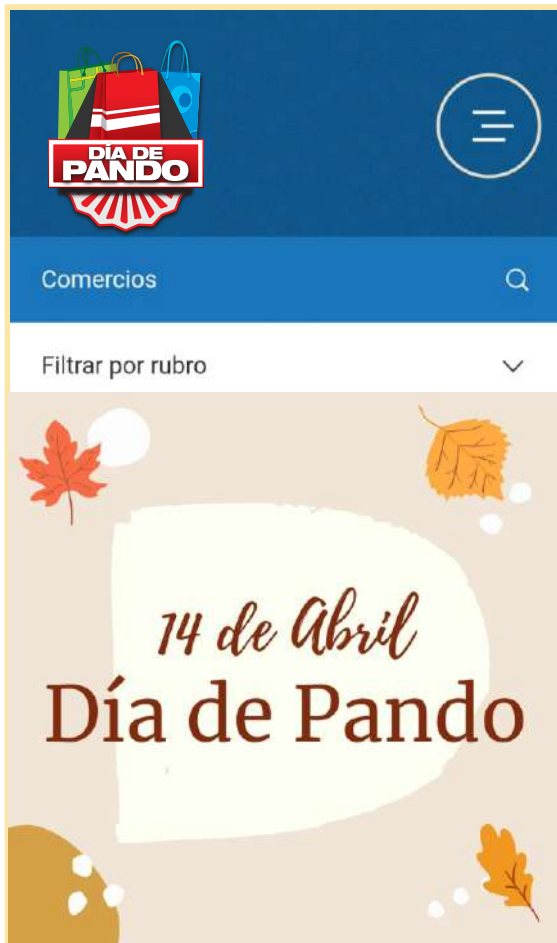 DÍA DE
PANDO
Comercios
Filtrar por rubro
14 de Abril
Día de Pando